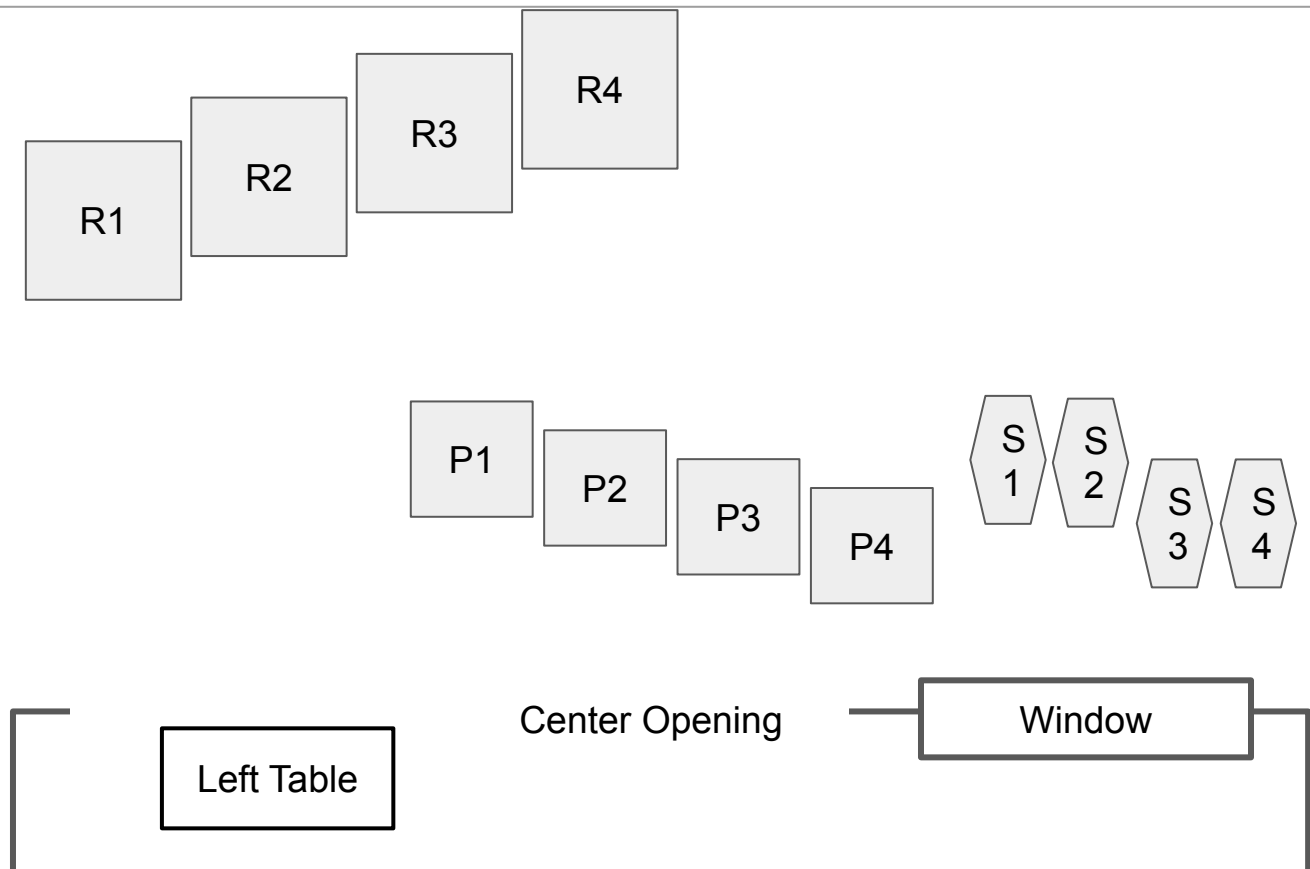 R4
R3
R2
R1
P1
P2
P3
P4
S
1
S
2
S
3
S
4
Center Opening
Window
Left Table